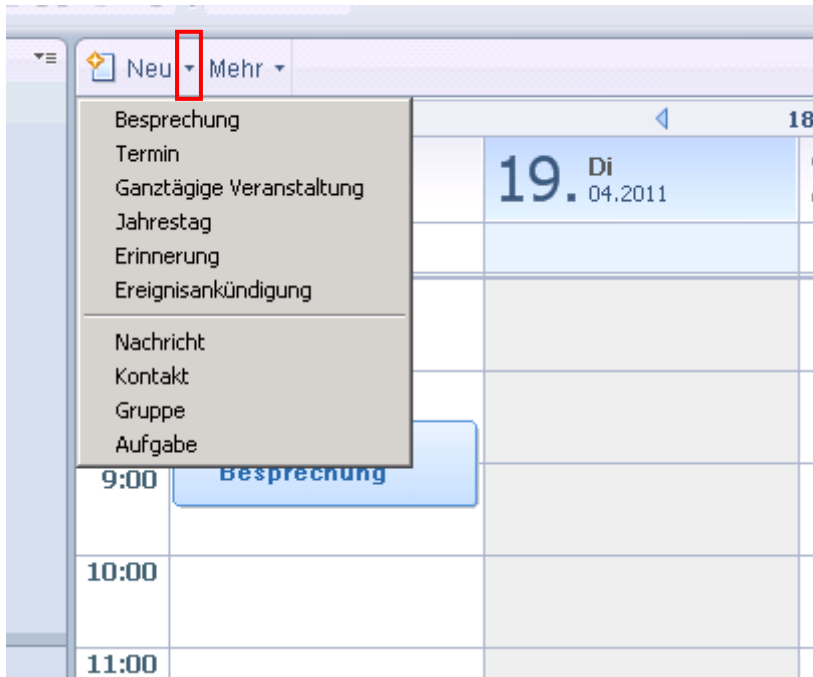 Neu Mehr
Besprechung
Termin
Ganztägige Veranstaltung
Jahrestag
Erinnerung
Ereignisankündigung
Nachricht
Kontakt
Gruppe
Aufgabe
18
19. Di
04.2011
9:00 Besprechung
10:00
11:00